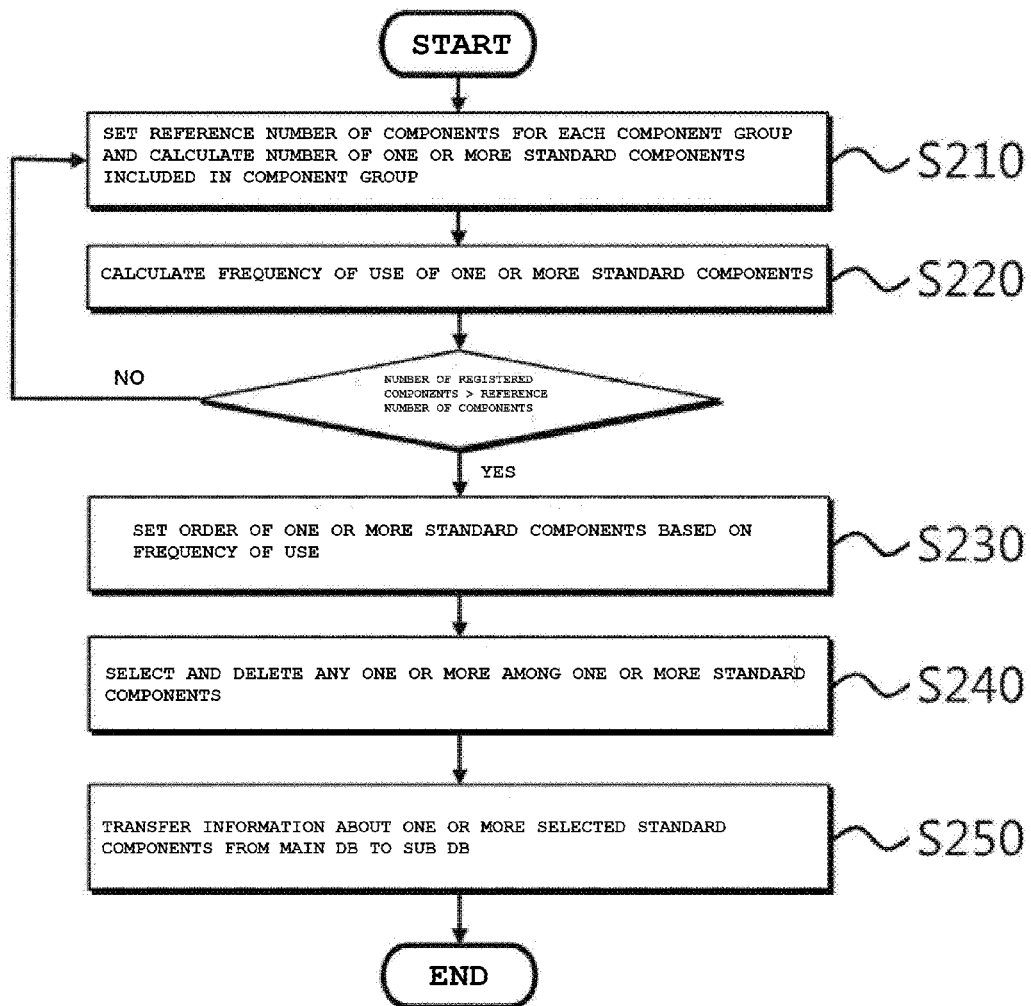 START
SET REFERENCE NUMBER OF COMPONENTS FOR EACH COMPONENT GROUP
AND CALCULATE NUMBER OF ONE OR MORE STANDARD COMPONENTS
INCLUDED IN COMPONENT GROUP
S210
CALCULATE FREQUENCY OF USE OF ONE OR MORE STANDARD COMPONENTS
S220
NO
NUMBER OF REGISTERED
COMPONENTS > REFERENCE
NUMBER OF COMPONENTS
YES
SET ORDER OF ONE OR MORE STANDARD COMPONENTS BASED ON
FREQUENCY OF USE
S230
SELECT AND DELETE ANY ONE OR MORE AMONG ONE OR MORE STANDARD
COMPONENTS
S240
TRANSFER INFORMATION ABOUT ONE OR MORE SELECTED STANDARD
COMPONENTS FROM MAIN DB TO SUB DB
S250
END